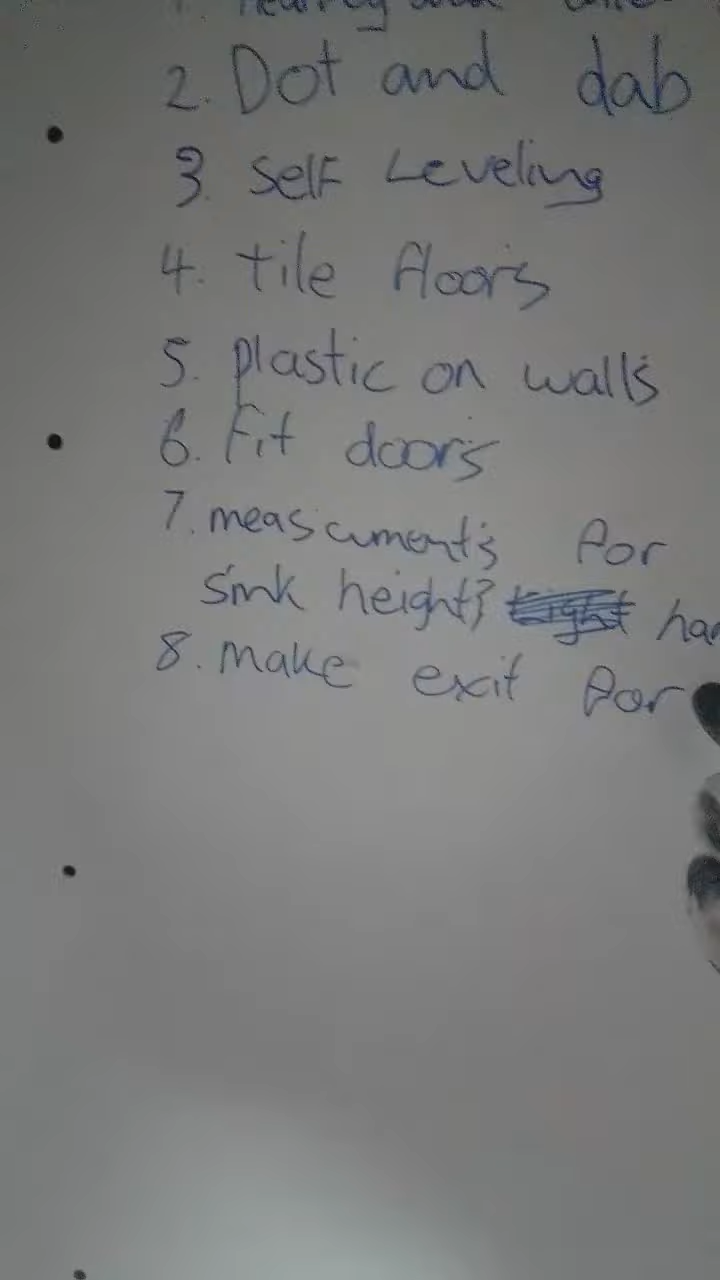 2. Dot and dab
3. Self Leveling
4. tile floors
5. plastic on walls
6. Fit doors
7. measurments for
sink height?
8. make exit for